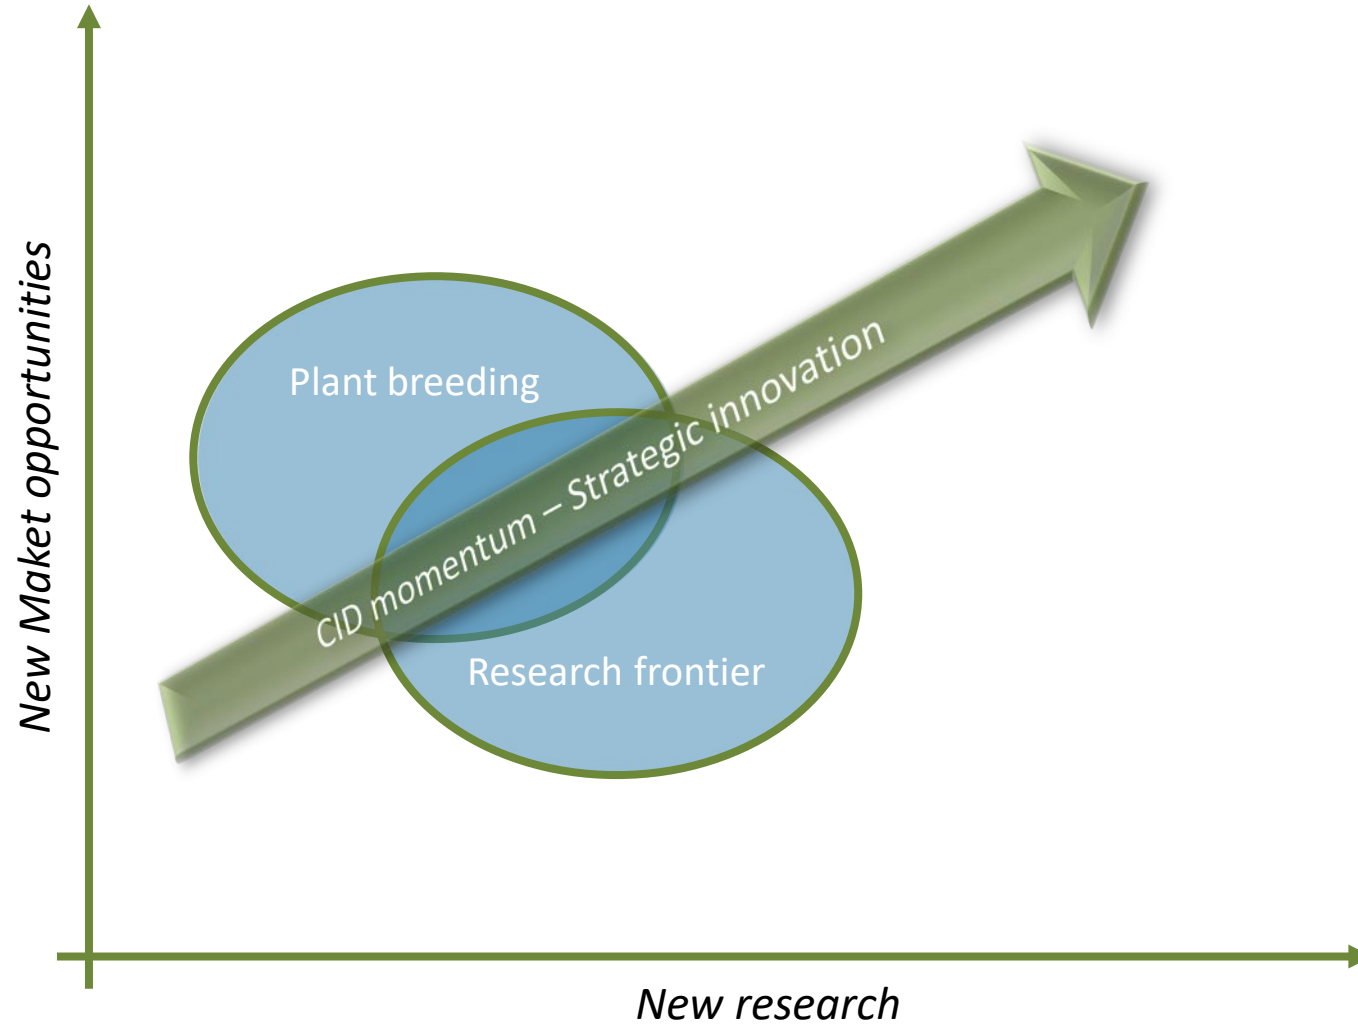 New Maket opportunities
Plant breeding
CID momentum – Strategic innovation
Research frontier
New research